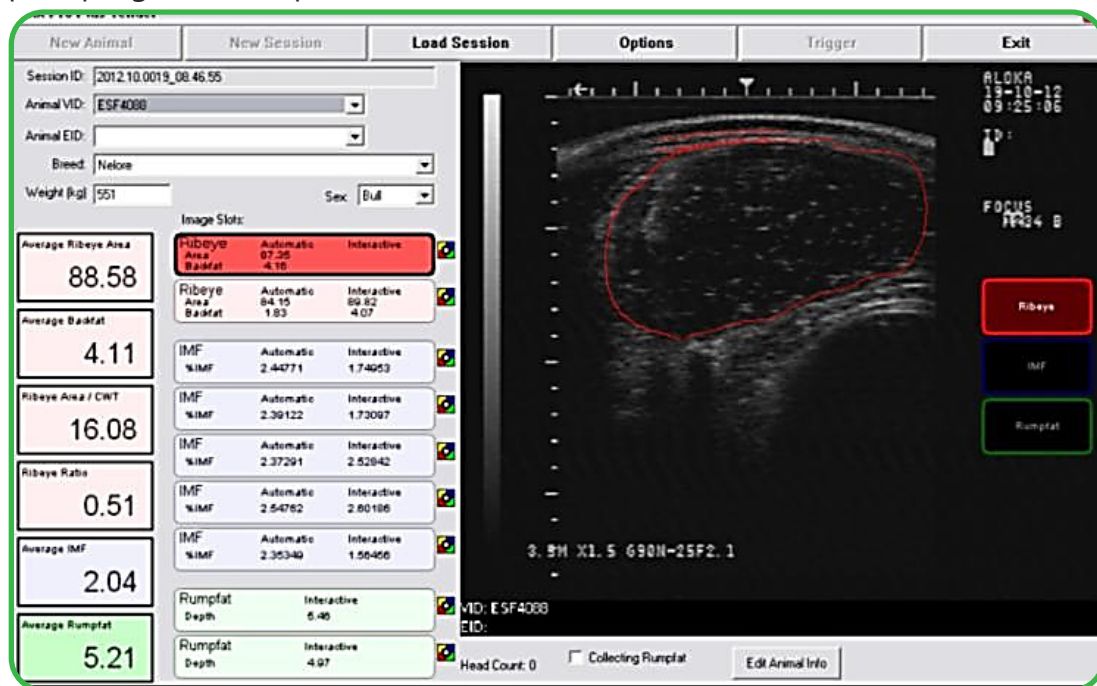 New Animal
New Session
Load Session
Options
Trigger
Exit
Session ID: 2012.10.0019_08.46.55
Animal VID: ESF4088
Animal EID:
Breed: Nelore
Weight (kg) 551
Sex: Bull
Image Slots:
Average Ribeye Area
88.58
Average Backfat
4.11
Ribeye Area / CWT
16.08
Ribeye Ratio
0.51
Average IMF
2.04
Average Rumpfat
5.21
Ribeye Automatic Interactive
Area 87.35
Backfat 4.16
Ribeye Automatic Interactive
Area 84.15 89.82
Backfat 1.83 4.07
IMF Automatic Interactive
%IMF 2.44771 1.74953
IMF Automatic Interactive
%IMF 2.39122 1.73097
IMF Automatic Interactive
%IMF 2.37291 2.52842
IMF Automatic Interactive
%IMF 2.54762 2.60186
IMF Automatic Interactive
%IMF 2.35349 1.56466
Rumpfat Interactive
Depth 5.46
Rumpfat Interactive
Depth 4.97
ALOKA
19-10-12
09:25:06
ID:
FOCUS
B
Ribeye
IMF
Rumpfat
X1.5 G90N-25F2.1
VID: ESF4088
EID:
Head Count: 0
Collecting Rumpfat
Edit Animal Info